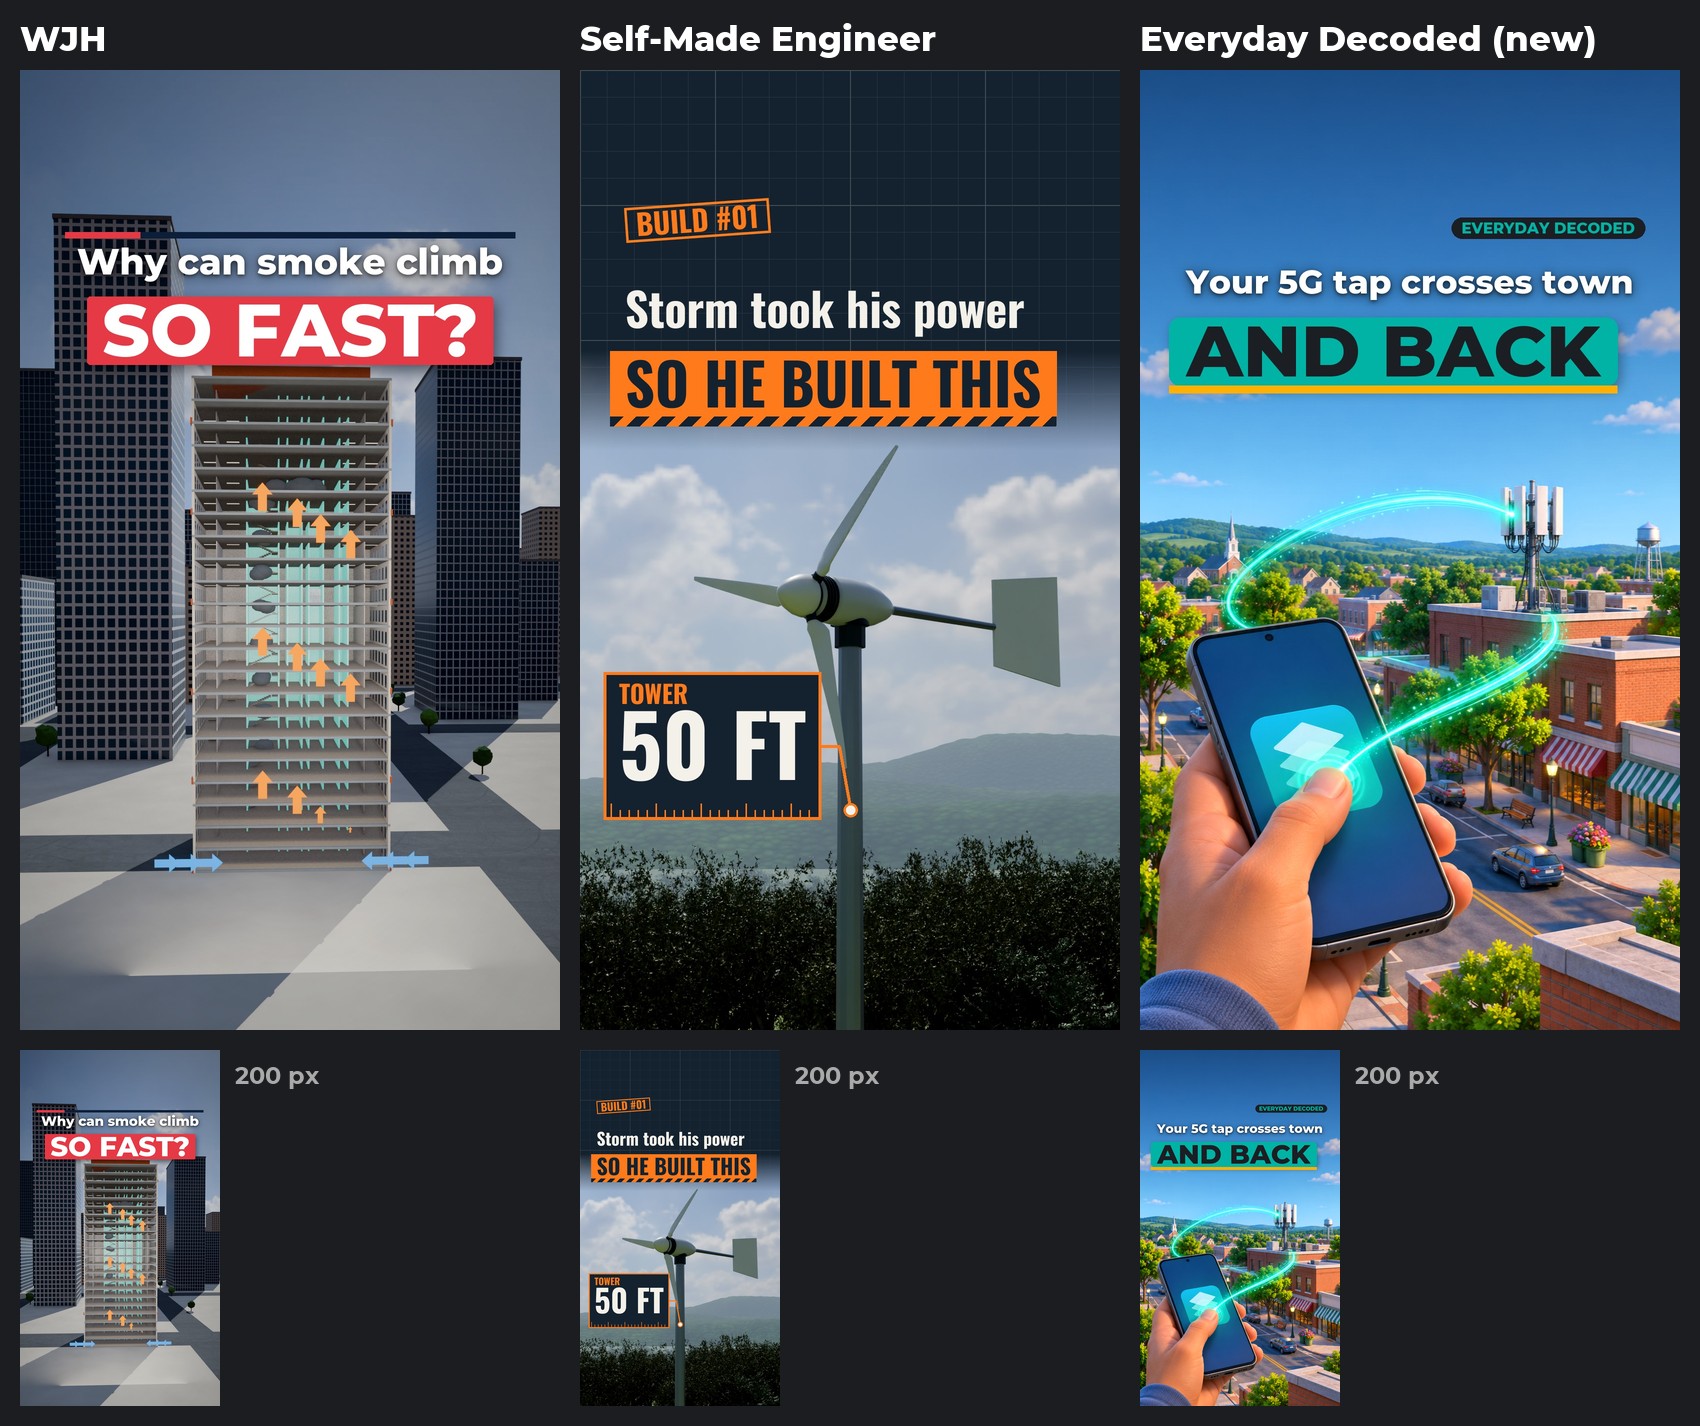 WJH
Why can smoke climb
SO FAST?
Self-Made Engineer
BUILD #01
Storm took his power
SO HE BUILT THIS
TOWER
50 FT
Everyday Decoded (new)
EVERYDAY DECODED
Your 5G tap crosses town
AND BACK
Why can smoke climb
SO FAST?
200 px
BUILD #01
Storm took his power
SO HE BUILT THIS
TOWER
50 FT
200 px
EVERYDAY DECODED
Your 5G tap crosses town
AND BACK
200 px